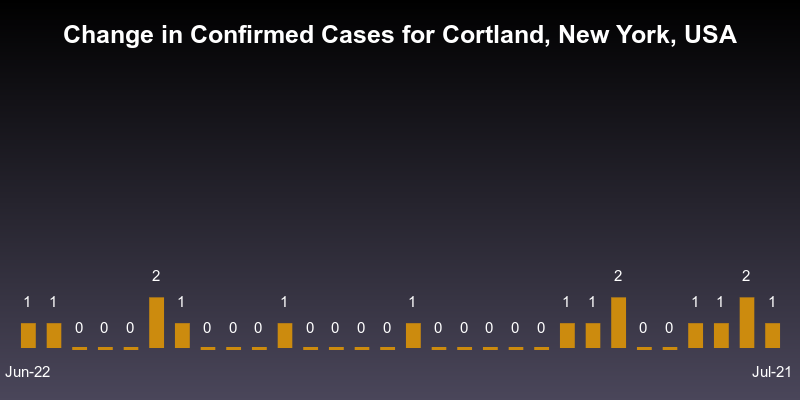 Change in Confirmed Cases for Cortland, New York, USA
1 1 0 0 0 2 1 0 0 0 1 0 0 0 0 1 0 0 0 0 0 1 1 2 0 0 1 1 2 1
Jun-22 Jul-21